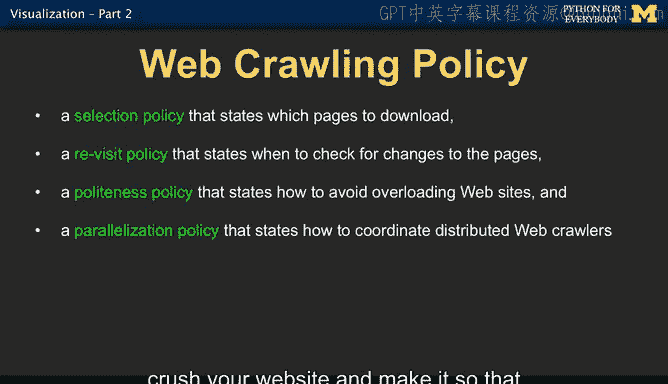 Visualization – Part 2
GPT中英字幕课程资源
PYTHON FOR
EVERYBODY
M
Web Crawling Policy
• a selection policy that states which pages to download,
• a re-visit policy that states when to check for changes to the pages,
• a politeness policy that states how to avoid overloading Web sites, and
• a parallelization policy that states how to coordinate distributed Web crawlers
crush your website and make it so that